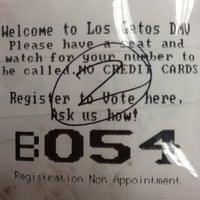 Welcome to Los Gatos DMV
Please have a seat and
watch for your number to
be called.NO CREDIT CARDS
Register to Vote here.
Ask us how!
B054
Registration Non Appointment